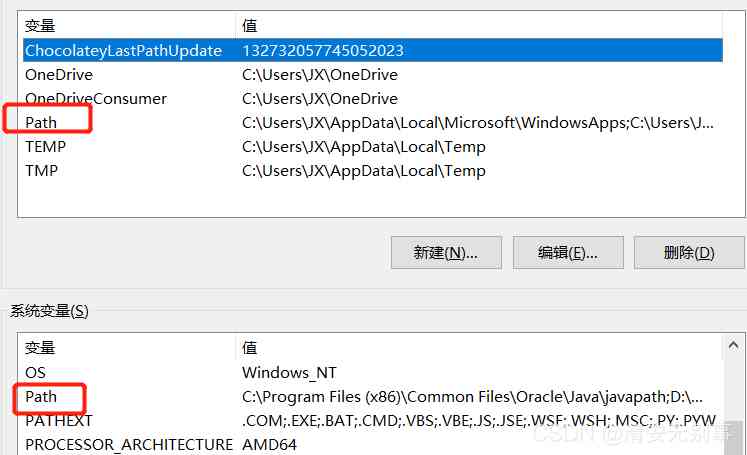 变量 值
ChocolateyLastPathUpdate 132732057745052023
OneDrive C:\Users\JX\OneDrive
OneDriveConsumer C:\Users\JX\OneDrive
Path C:\Users\JX\AppData\Local\Microsoft\WindowsApps;C:\Users\J...
TEMP C:\Users\JX\AppData\Local\Temp
TMP C:\Users\JX\AppData\Local\Temp
新建(N)... 编辑(E)... 删除(D)
系统变量(S)
变量 值
OS Windows_NT
Path C:\Program Files (x86)\Common Files\Oracle\Java\javapath;D:\...
PATHEXT .COM;.EXE;.BAT;.CMD;.VBS;.VBE;.JS;.JSE;.WSF;.WSH;.MSC;.PY;.PYW
PROCESSOR_ARCHITECTURE AMD64
CSDN